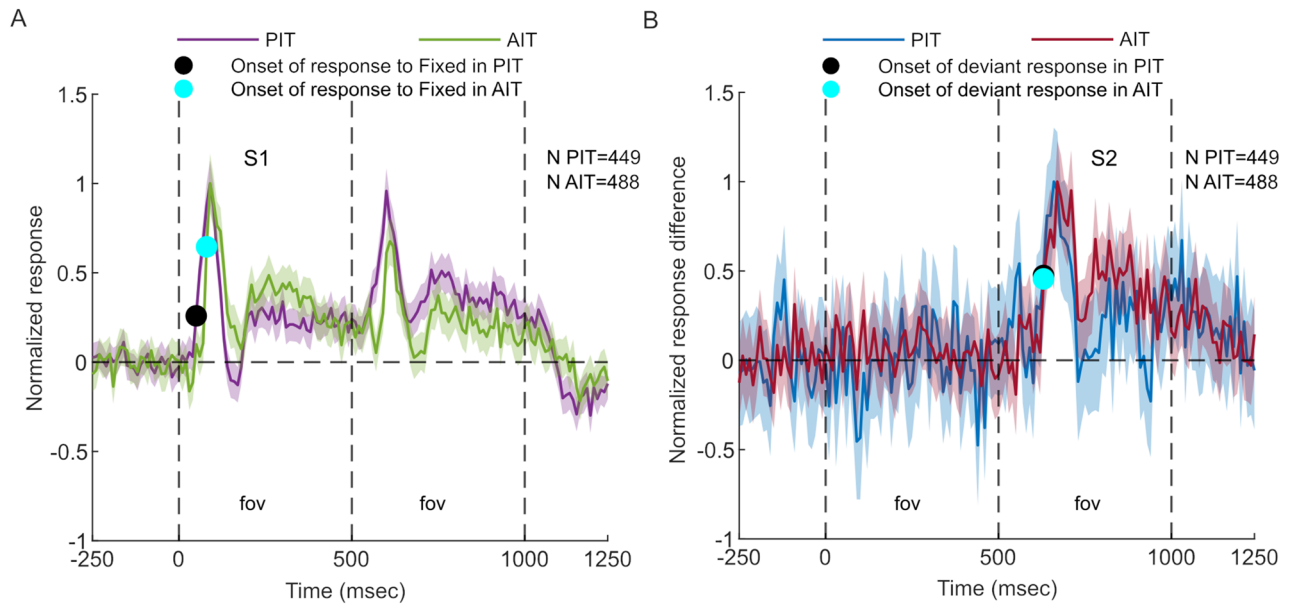 A
PIT AIT
Onset of response to Fixed in PIT
Onset of response to Fixed in AIT
Normalized response
1.5
1
0.5
0
-0.5
-1
S1
N PIT=449
N AIT=488
fov fov
-250 0 500 1000 1250
Time (msec)
B
PIT AIT
Onset of deviant response in PIT
Onset of deviant response in AIT
Normalized response difference
1.5
1
0.5
0
-0.5
-1
S2
N PIT=449
N AIT=488
fov fov
-250 0 500 1000 1250
Time (msec)